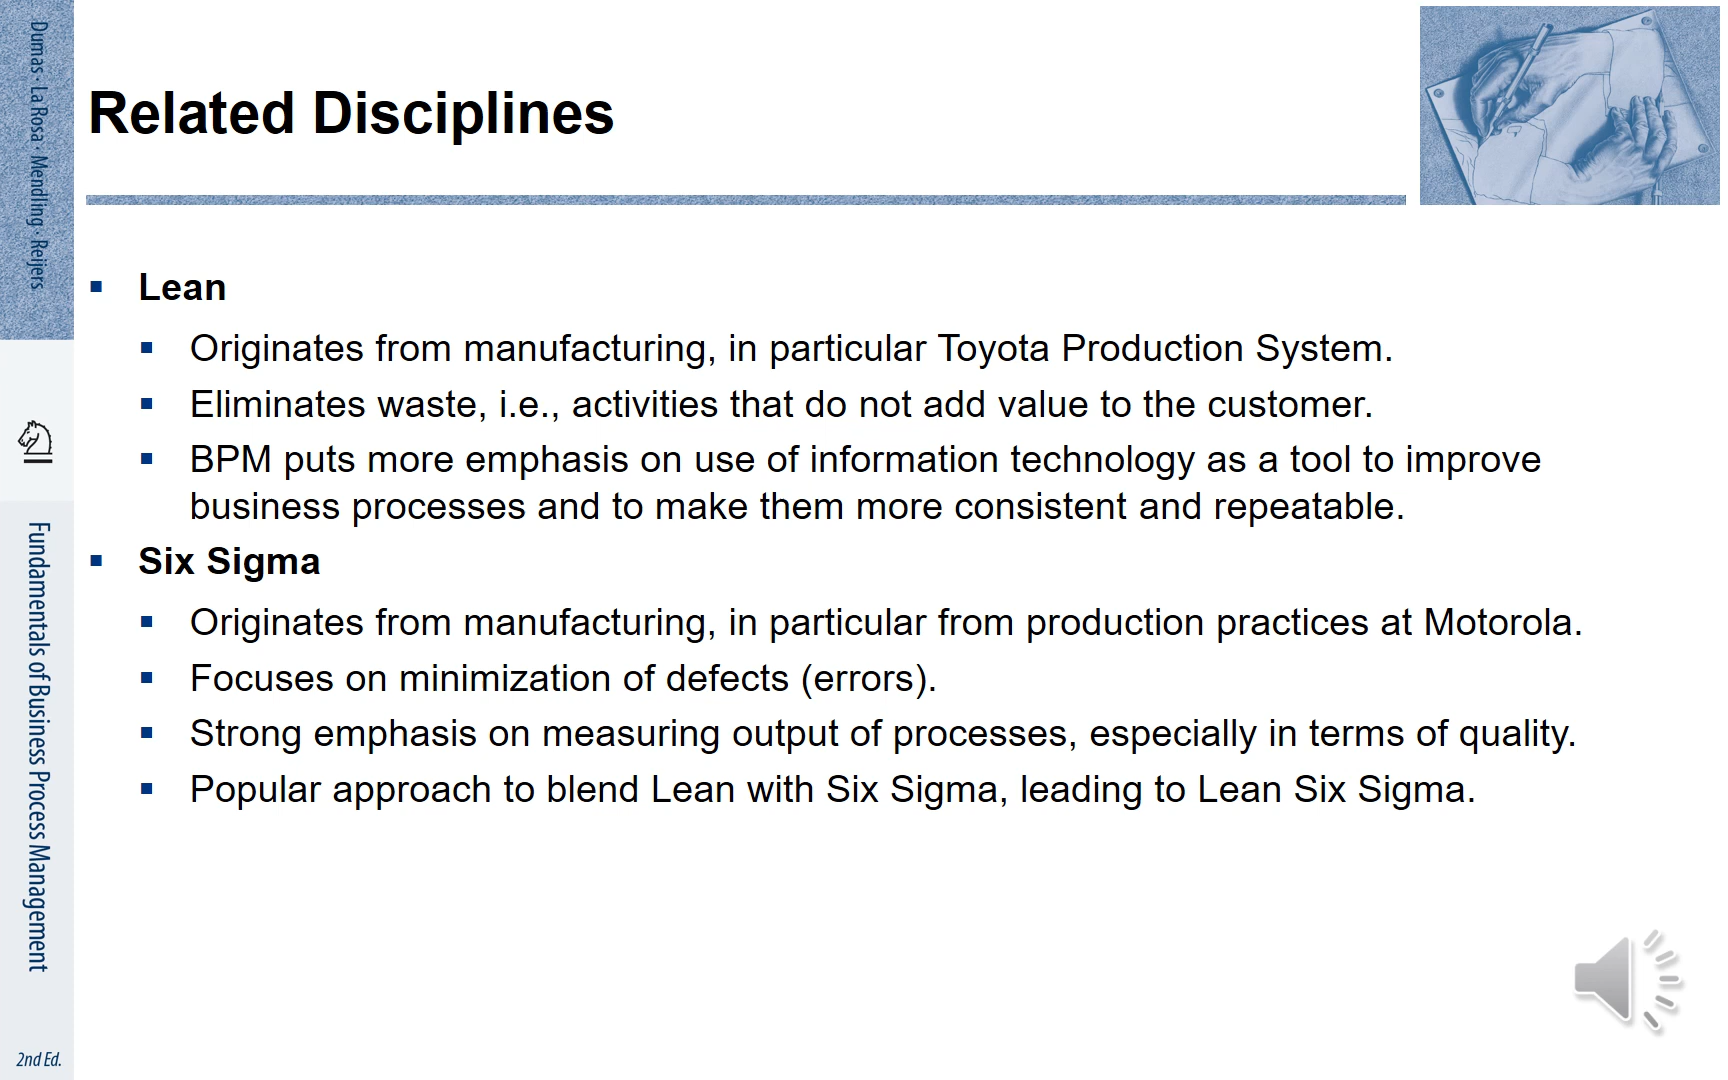 Dumas · La Rosa · Mendling · Reijers
Fundamentals of Business Process Management
2nd Ed.
Related Disciplines
▪ Lean
▪ Originates from manufacturing, in particular Toyota Production System.
▪ Eliminates waste, i.e., activities that do not add value to the customer.
▪ BPM puts more emphasis on use of information technology as a tool to improve
business processes and to make them more consistent and repeatable.
▪ Six Sigma
▪ Originates from manufacturing, in particular from production practices at Motorola.
▪ Focuses on minimization of defects (errors).
▪ Strong emphasis on measuring output of processes, especially in terms of quality.
▪ Popular approach to blend Lean with Six Sigma, leading to Lean Six Sigma.